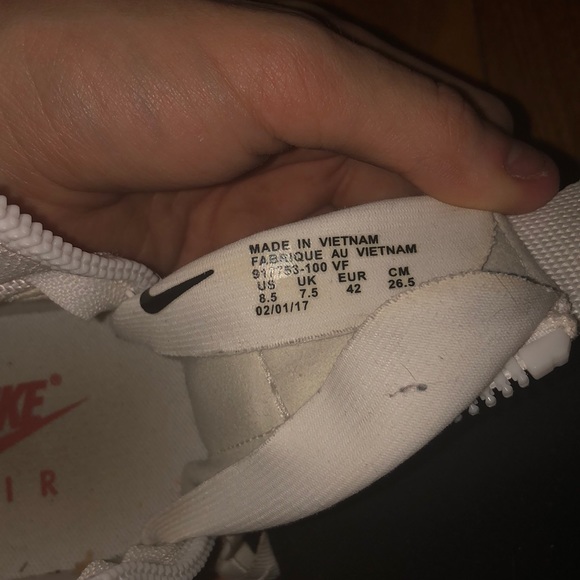 MADE IN VIETNAM
FABRIQUE AU VIETNAM
917753-100 VF
US UK EUR CM
8.5 7.5 42 26.5
02/01/17
KE®
IR